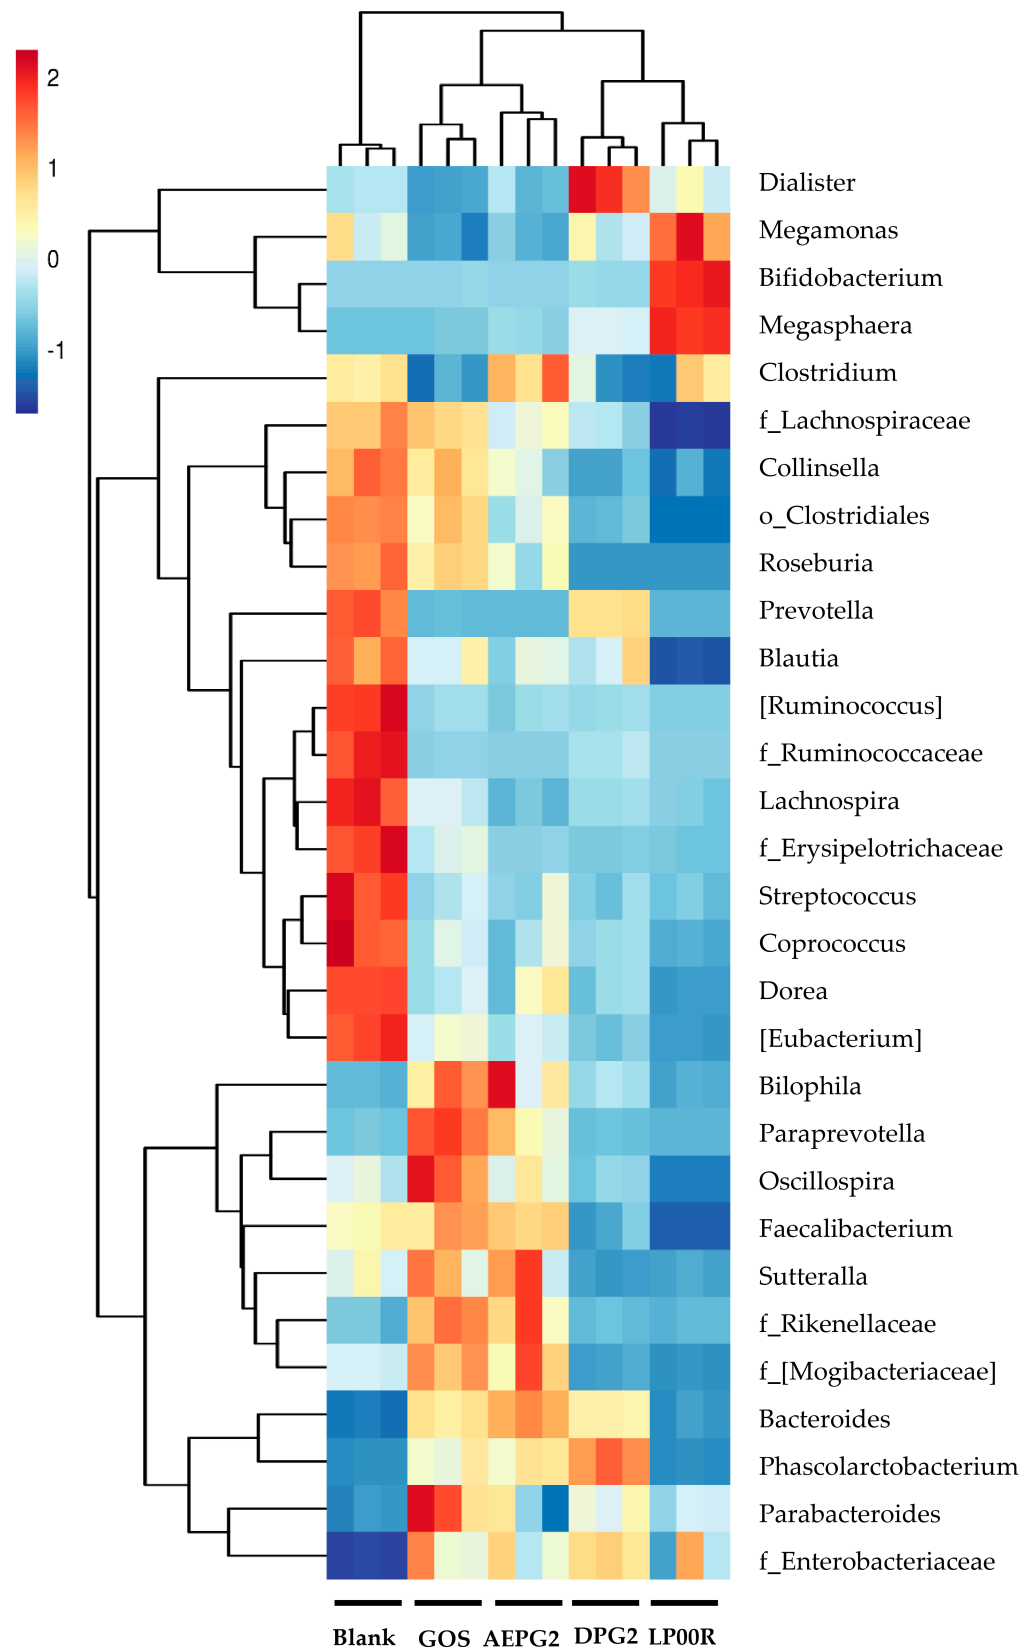 2
1
0
-1
Dialister
Megamonas
Bifidobacterium
Megasphaera
Clostridium
f_Lachnospiraceae
Collinsella
o_Clostridiales
Roseburia
Prevotella
Blautia
[Ruminococcus]
f_Ruminococcaceae
Lachnospira
f_Erysipelotrichaceae
Streptococcus
Coprococcus
Dorea
[Eubacterium]
Bilophila
Paraprevotella
Oscillospira
Faecalibacterium
Sutteralla
f_Rikenellaceae
f_[Mogibacteriaceae]
Bacteroides
Phascolarctobacterium
Parabacteroides
f_Enterobacteriaceae
Blank GOS AEPG2 DPG2 LP00R